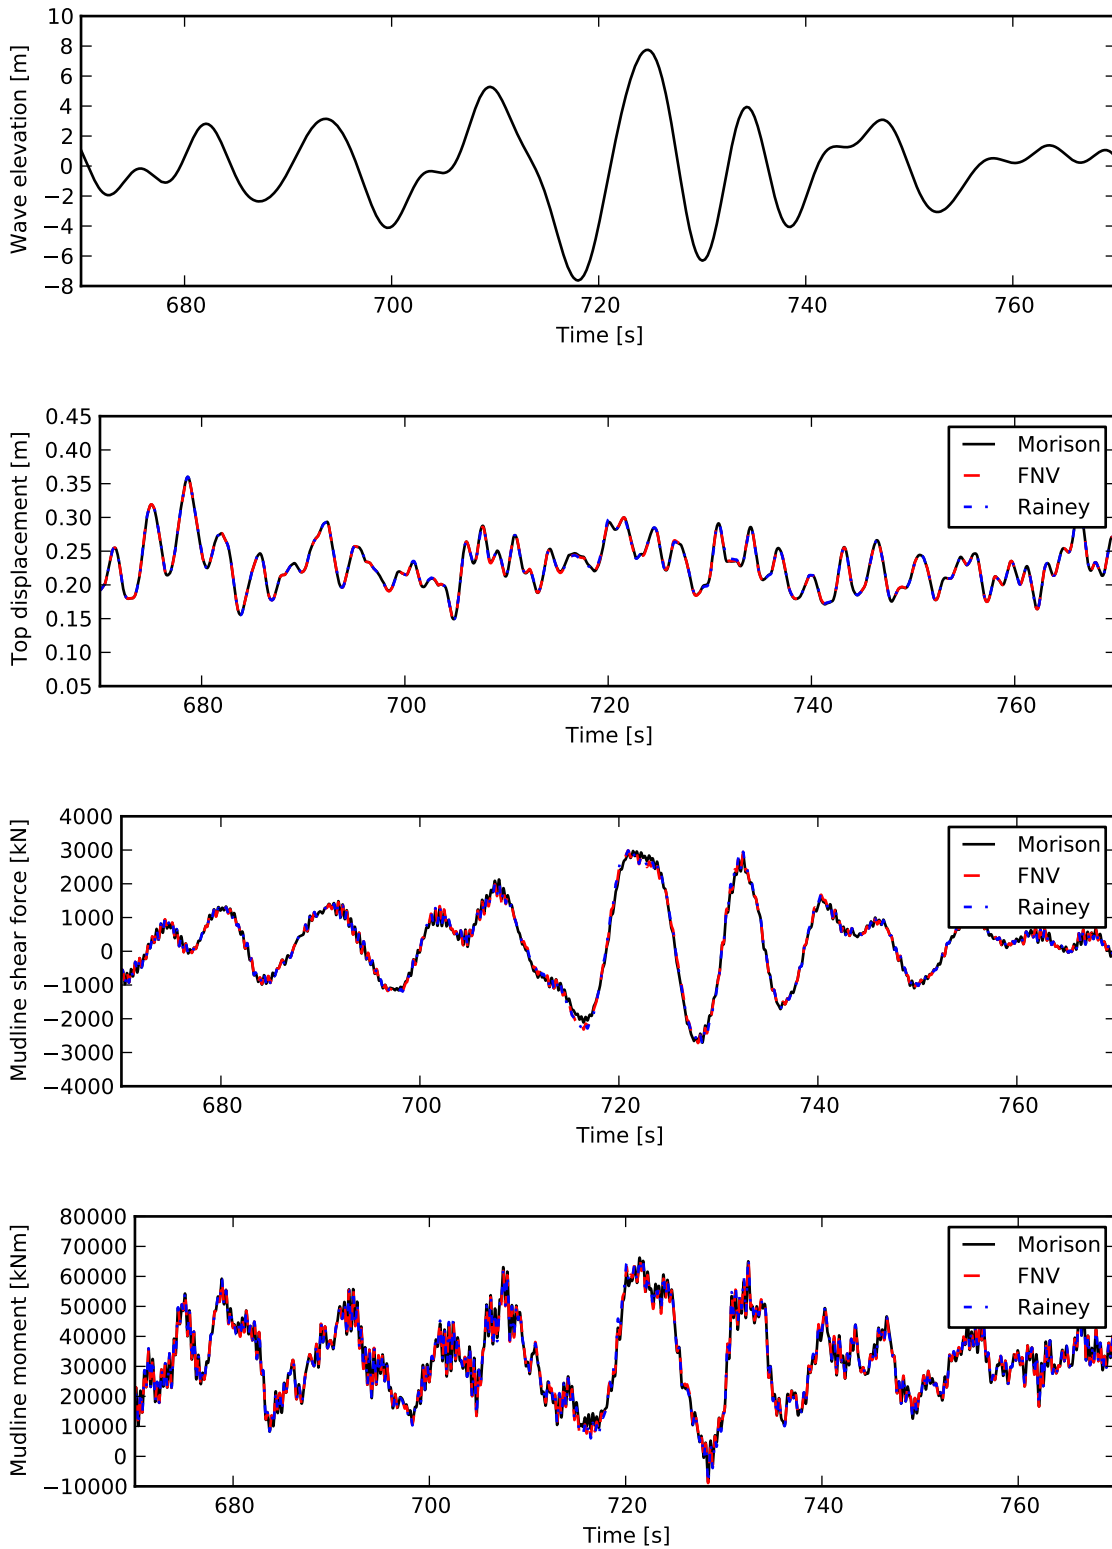 10
8
6
4
2
0
−2
−4
−6
−8
Wave elevation [m]
680 700 720 740 760
Time [s]
0.45
0.40
0.35
0.30
0.25
0.20
0.15
0.10
0.05
Top displacement [m]
Morison
FNV
Rainey
680 700 720 740 760
Time [s]
4000
3000
2000
1000
0
−1000
−2000
−3000
−4000
Mudline shear force [kN]
Morison
FNV
Rainey
680 700 720 740 760
Time [s]
80000
70000
60000
50000
40000
30000
20000
10000
0
−10000
Mudline moment [kNm]
Morison
FNV
Rainey
680 700 720 740 760
Time [s]